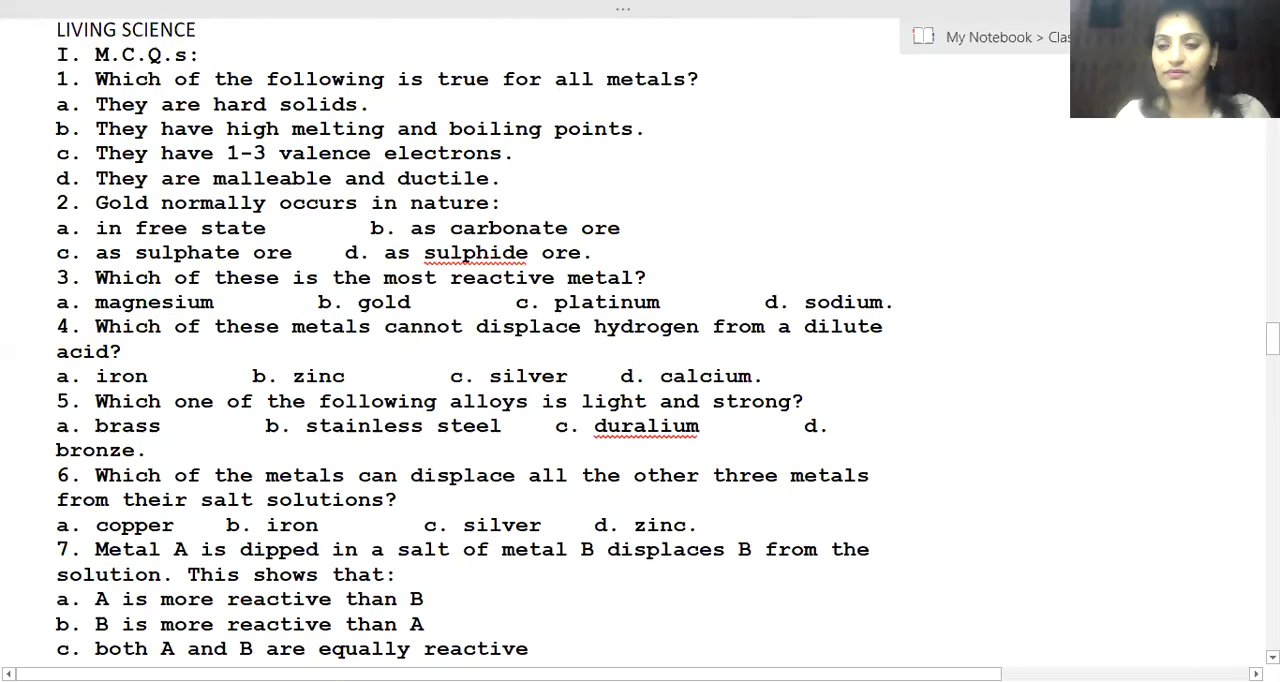 ...
LIVING SCIENCE
My Notebook > Clas
I. M.C.Q.s:
1. Which of the following is true for all metals?
a. They are hard solids.
b. They have high melting and boiling points.
c. They have 1-3 valence electrons.
d. They are malleable and ductile.
2. Gold normally occurs in nature:
a. in free state b. as carbonate ore
c. as sulphate ore d. as sulphide ore.
3. Which of these is the most reactive metal?
a. magnesium b. gold c. platinum d. sodium.
4. Which of these metals cannot displace hydrogen from a dilute
acid?
a. iron b. zinc c. silver d. calcium.
5. Which one of the following alloys is light and strong?
a. brass b. stainless steel c. duralium d.
bronze.
6. Which of the metals can displace all the other three metals
from their salt solutions?
a. copper b. iron c. silver d. zinc.
7. Metal A is dipped in a salt of metal B displaces B from the
solution. This shows that:
a. A is more reactive than B
b. B is more reactive than A
c. both A and B are equally reactive